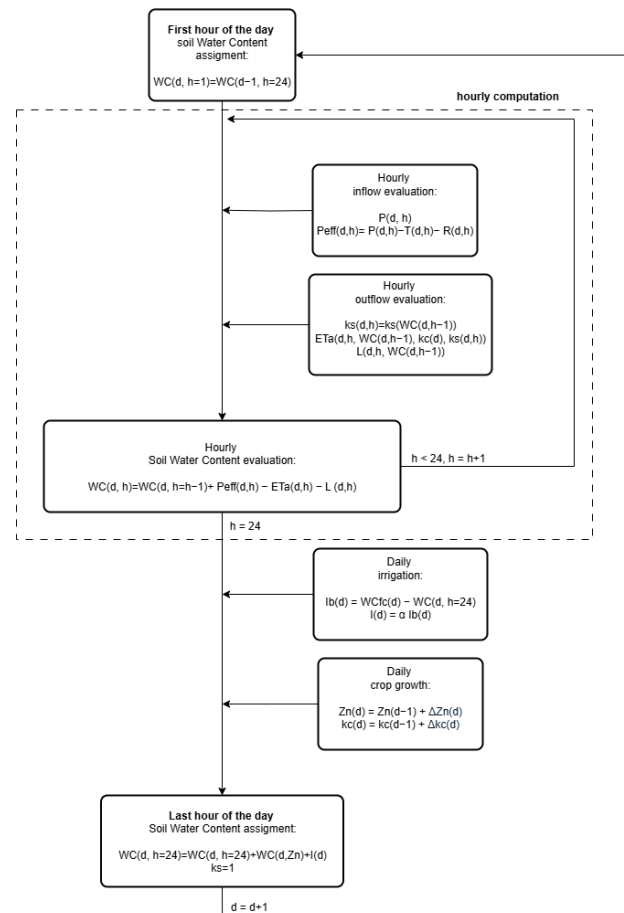 First hour of the day
soil Water Content
assigment:
WC(d, h=1)=WC(d−1, h=24)
hourly computation
Hourly
inflow evaluation:
P(d, h)
Peff(d,h)= P(d,h)−T(d,h)− R(d,h)
Hourly
outflow evaluation:
ks(d,h)=ks(WC(d,h−1))
ETa(d,h, WC(d,h−1), kc(d), ks(d,h))
L(d,h, WC(d,h−1))
Hourly
Soil Water Content evaluation:
WC(d, h)=WC(d, h=h−1)+ Peff(d,h) − ETa(d,h) − L (d,h)
h < 24, h = h+1
h = 24
Daily
irrigation:
Ib(d) = WCfc(d) − WC(d, h=24)
I(d) = α Ib(d)
Daily
crop growth:
Zn(d) = Zn(d−1) + ΔZn(d)
kc(d) = kc(d−1) + Δkc(d)
Last hour of the day
Soil Water Content assigment:
WC(d, h=24)=WC(d, h=24)+WC(d,Zn)+I(d)
ks=1
d = d+1